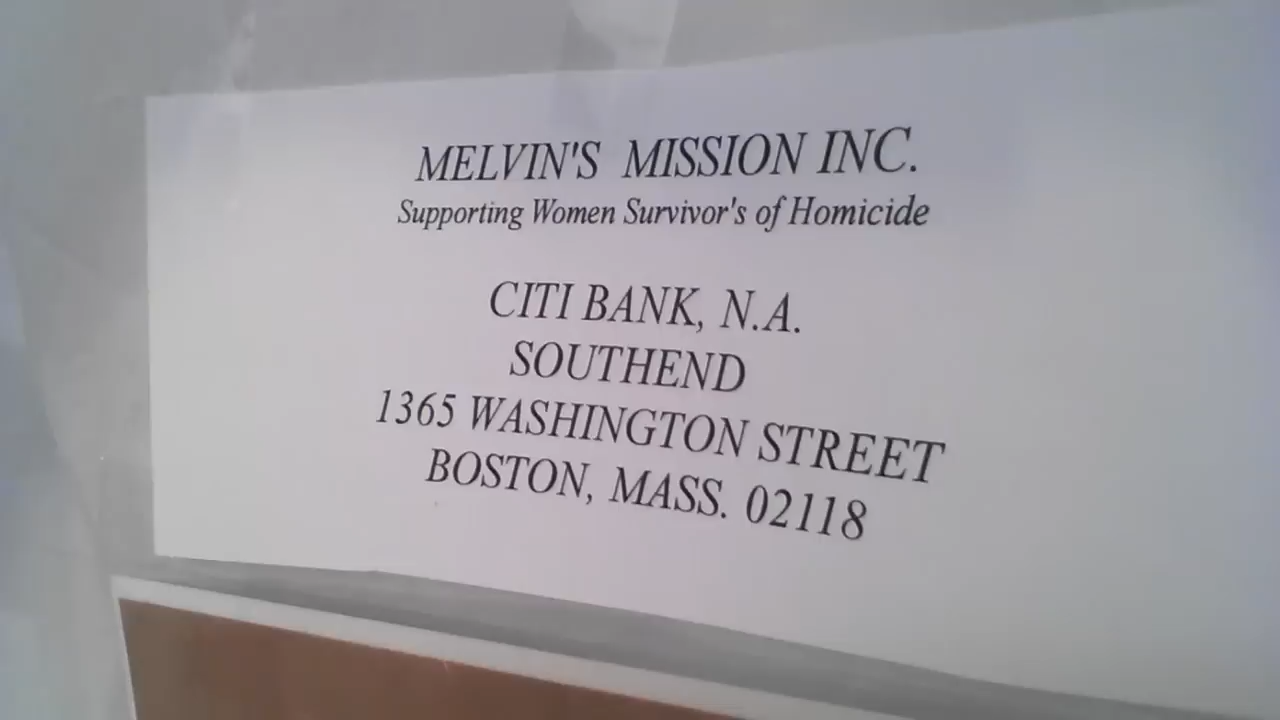 MELVIN'S MISSION INC.
Supporting Women Survivor's of Homicide
CITI BANK, N.A.
SOUTHEND
1365 WASHINGTON STREET
BOSTON, MASS. 02118